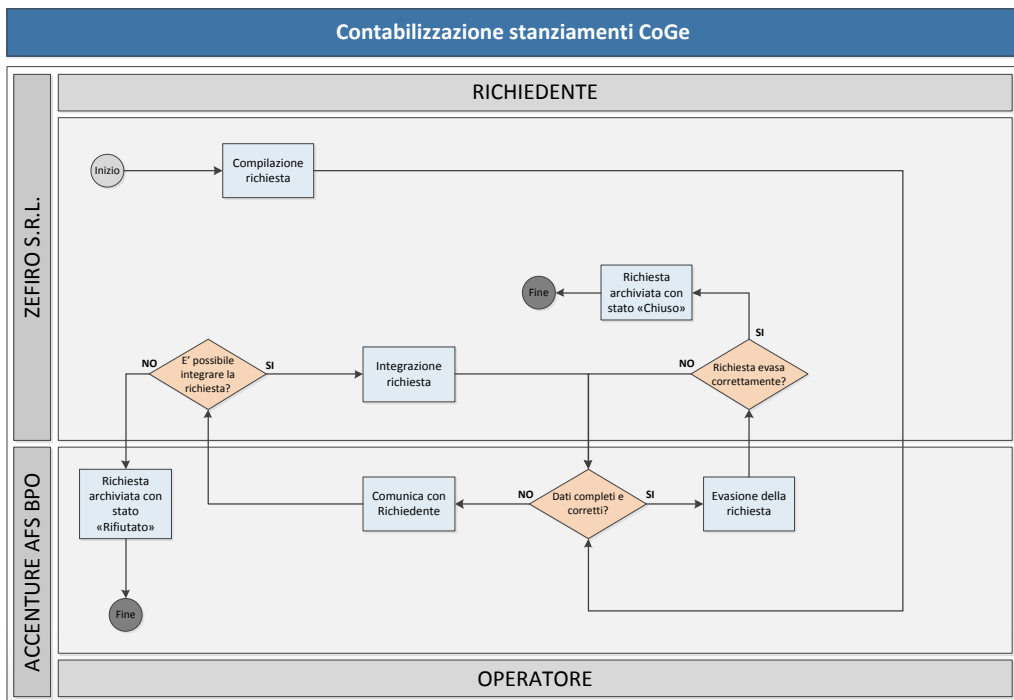 Contabilizzazione stanziamenti CoGe
RICHIEDENTE
ZEFIRO S.R.L.
Inizio
Compilazione
richiesta
Richiesta
archiviata con
stato «Chiuso»
Fine
SI
NO
E' possibile
integrare la
richiesta?
SI
Integrazione
richiesta
NO
Richiesta evasa
correttamente?
ACCENTURE AFS BPO
Richiesta
archiviata con
stato
«Rifiutato»
Comunica con
Richiedente
NO
Dati completi e
corretti?
SI
Evasione della
richiesta
Fine
OPERATORE